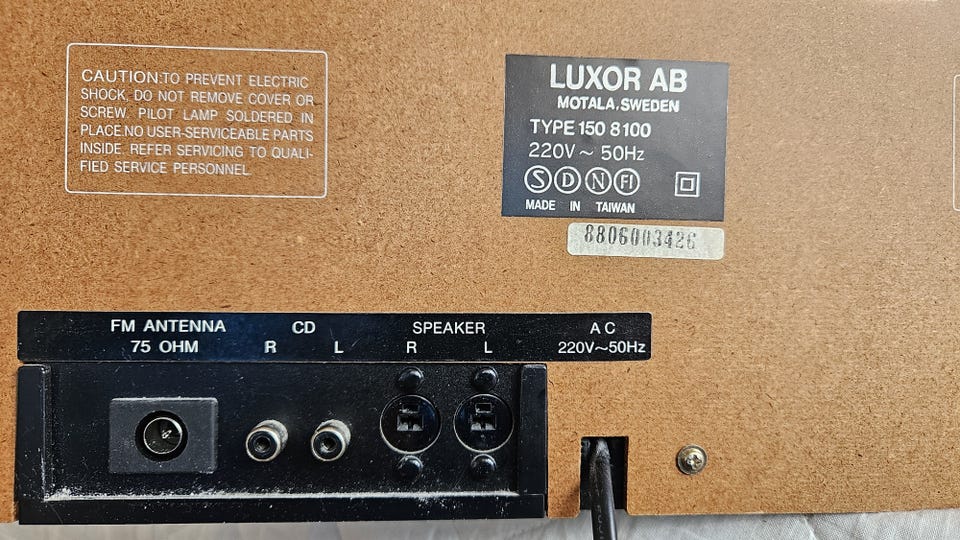 CAUTION:TO PREVENT ELECTRIC
SHOCK, DO NOT REMOVE COVER OR
SCREW. PILOT LAMP SOLDERED IN
PLACE.NO USER-SERVICEABLE PARTS
INSIDE. REFER SERVICING TO QUALI-
FIED SERVICE PERSONNEL.
LUXOR AB
MOTALA.SWEDEN
TYPE 150 8100
220V ~ 50Hz
S D N FI
MADE IN TAIWAN
8806003426
FM ANTENNA
75 OHM
CD
R L
SPEAKER
R L
AC
220V~50Hz